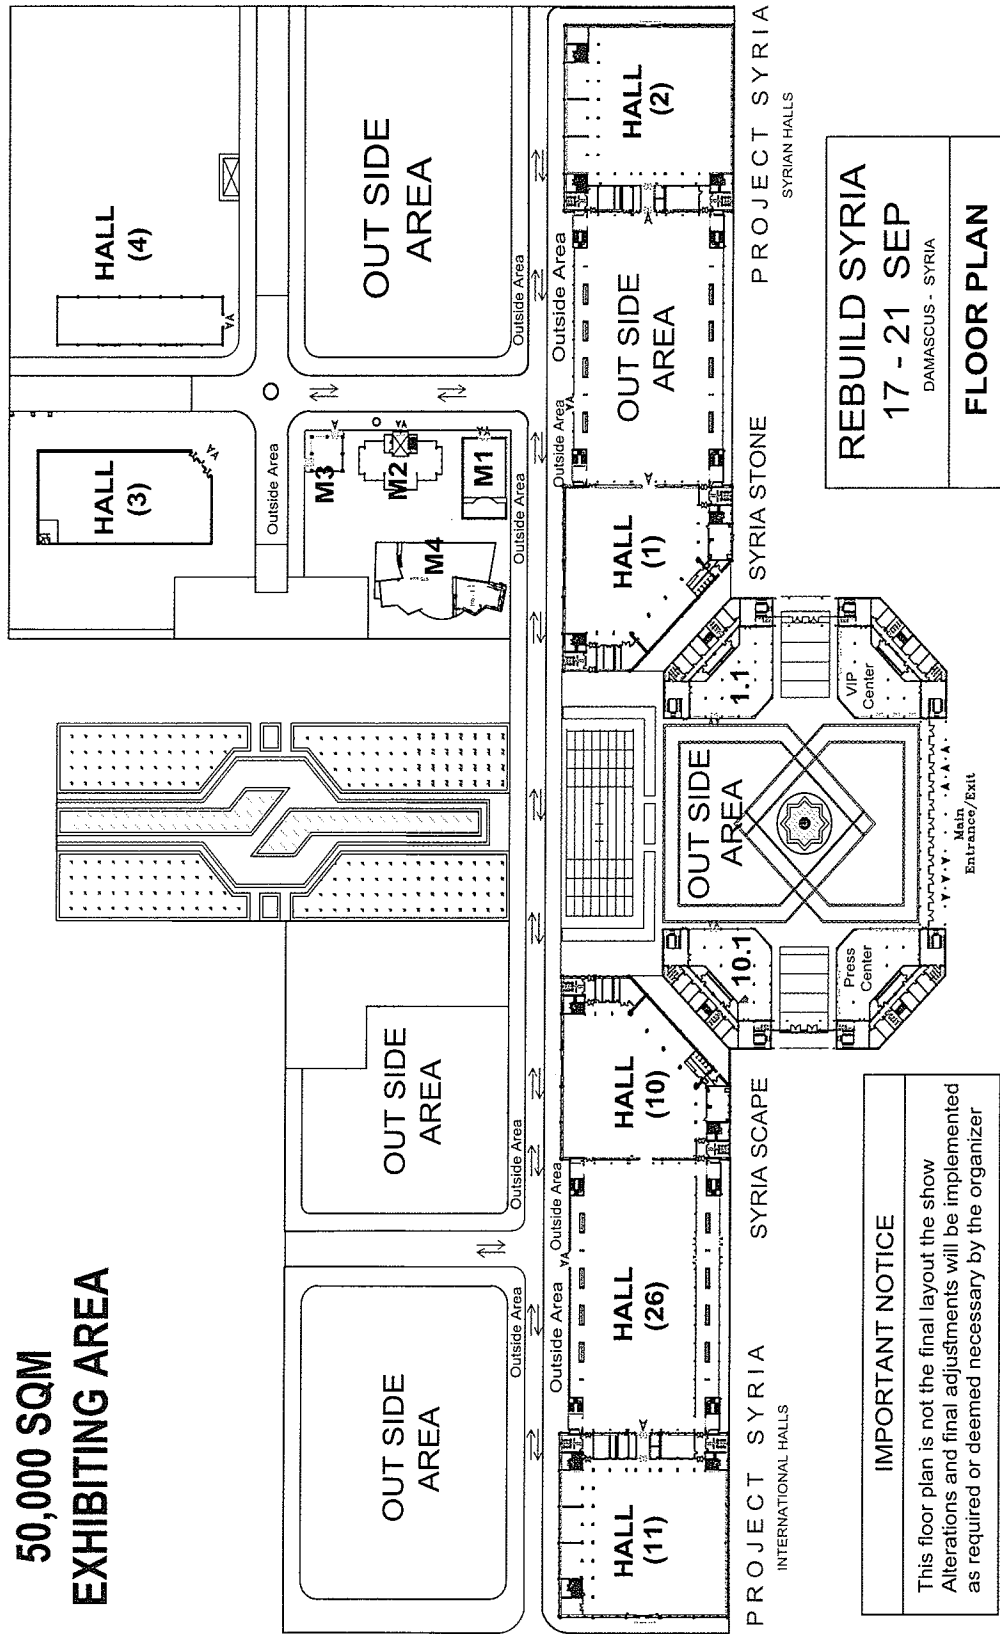 50,000 SQM
EXHIBITING AREA
OUT SIDE
AREA
OUT SIDE
AREA
HALL
(3)
HALL
(4)
OUT SIDE
AREA
Outside Area
M4
M3
M2
M1
Outside Area
Outside Area
Outside Area
Outside Area
Outside Area
Outside Area
Outside Area
Outside Area
Outside Area
HALL
(11)
HALL
(26)
HALL
(10)
HALL
(1)
OUT SIDE
AREA
HALL
(2)
PROJECT SYRIA
INTERNATIONAL HALLS
SYRIA SCAPE
10.1
Press
Center
OUT SIDE
AREA
1.1
VIP
Center
Main
Entrance/Exit
SYRIA STONE
PROJECT SYRIA
SYRIAN HALLS
IMPORTANT NOTICE
This floor plan is not the final layout the show
Alterations and final adjustments will be implemented
as required or deemed necessary by the organizer
REBUILD SYRIA
17 - 21 SEP
DAMASCUS - SYRIA
FLOOR PLAN